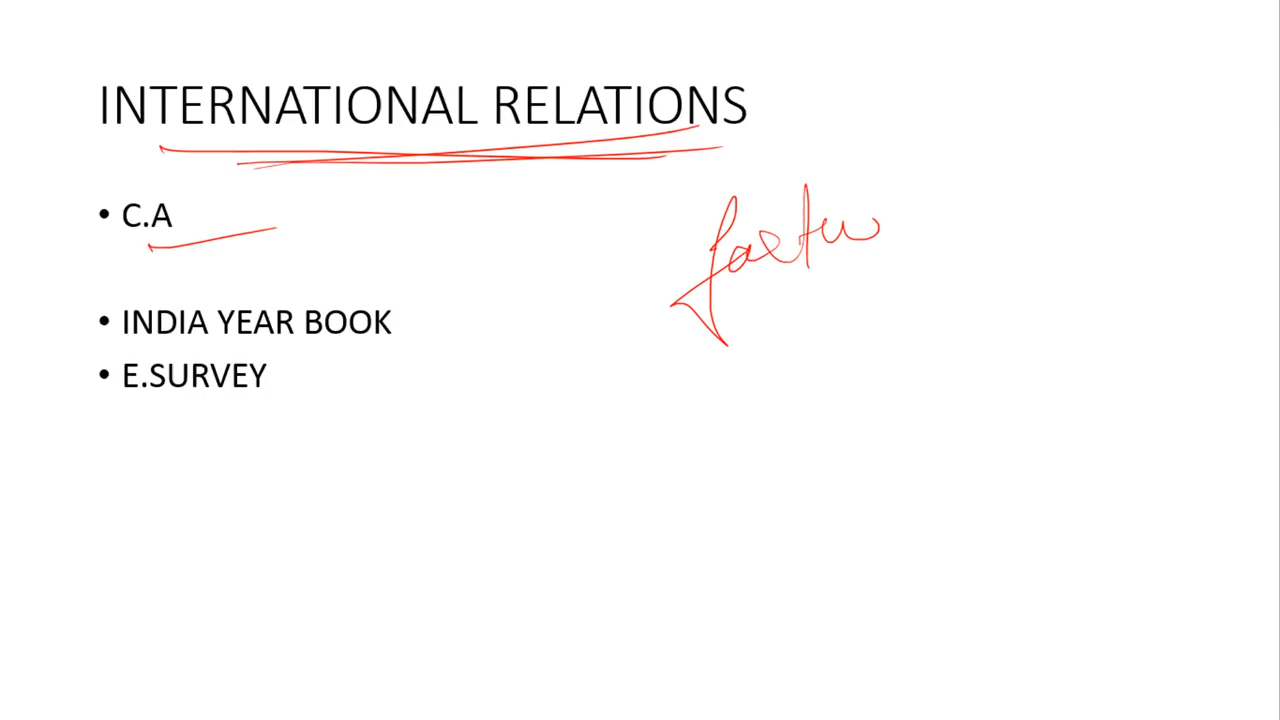 INTERNATIONAL RELATIONS
• C.A
• INDIA YEAR BOOK
• E.SURVEY